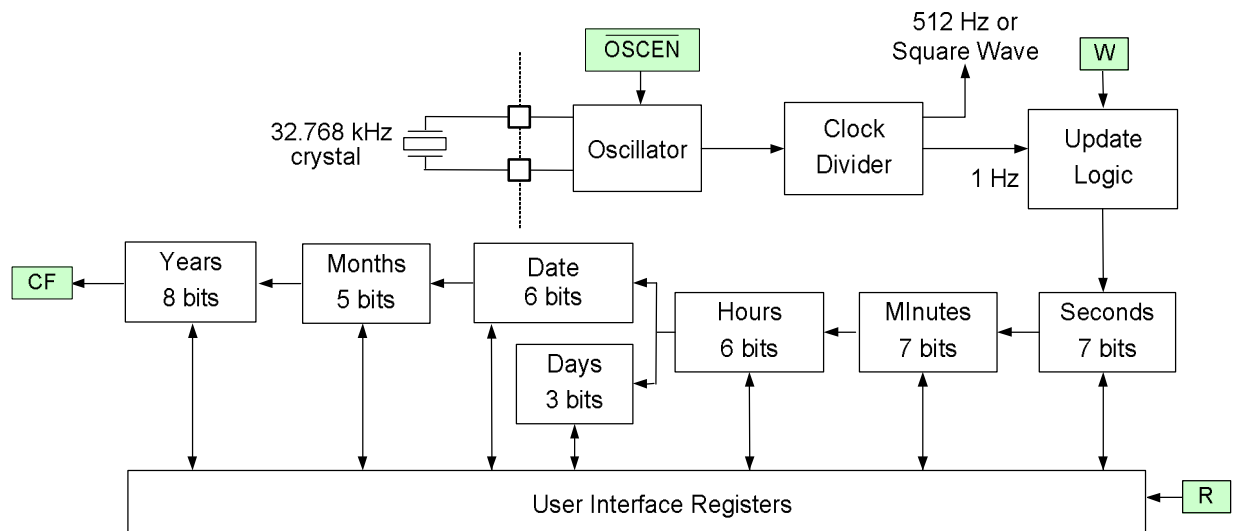 512 Hz or
Square Wave
OSCEN
W
32.768 kHz
crystal
Oscillator
Clock
Divider
1 Hz
Update
Logic
CF
Years
8 bits
Months
5 bits
Date
6 bits
Days
3 bits
Hours
6 bits
MInutes
7 bits
Seconds
7 bits
User Interface Registers
R